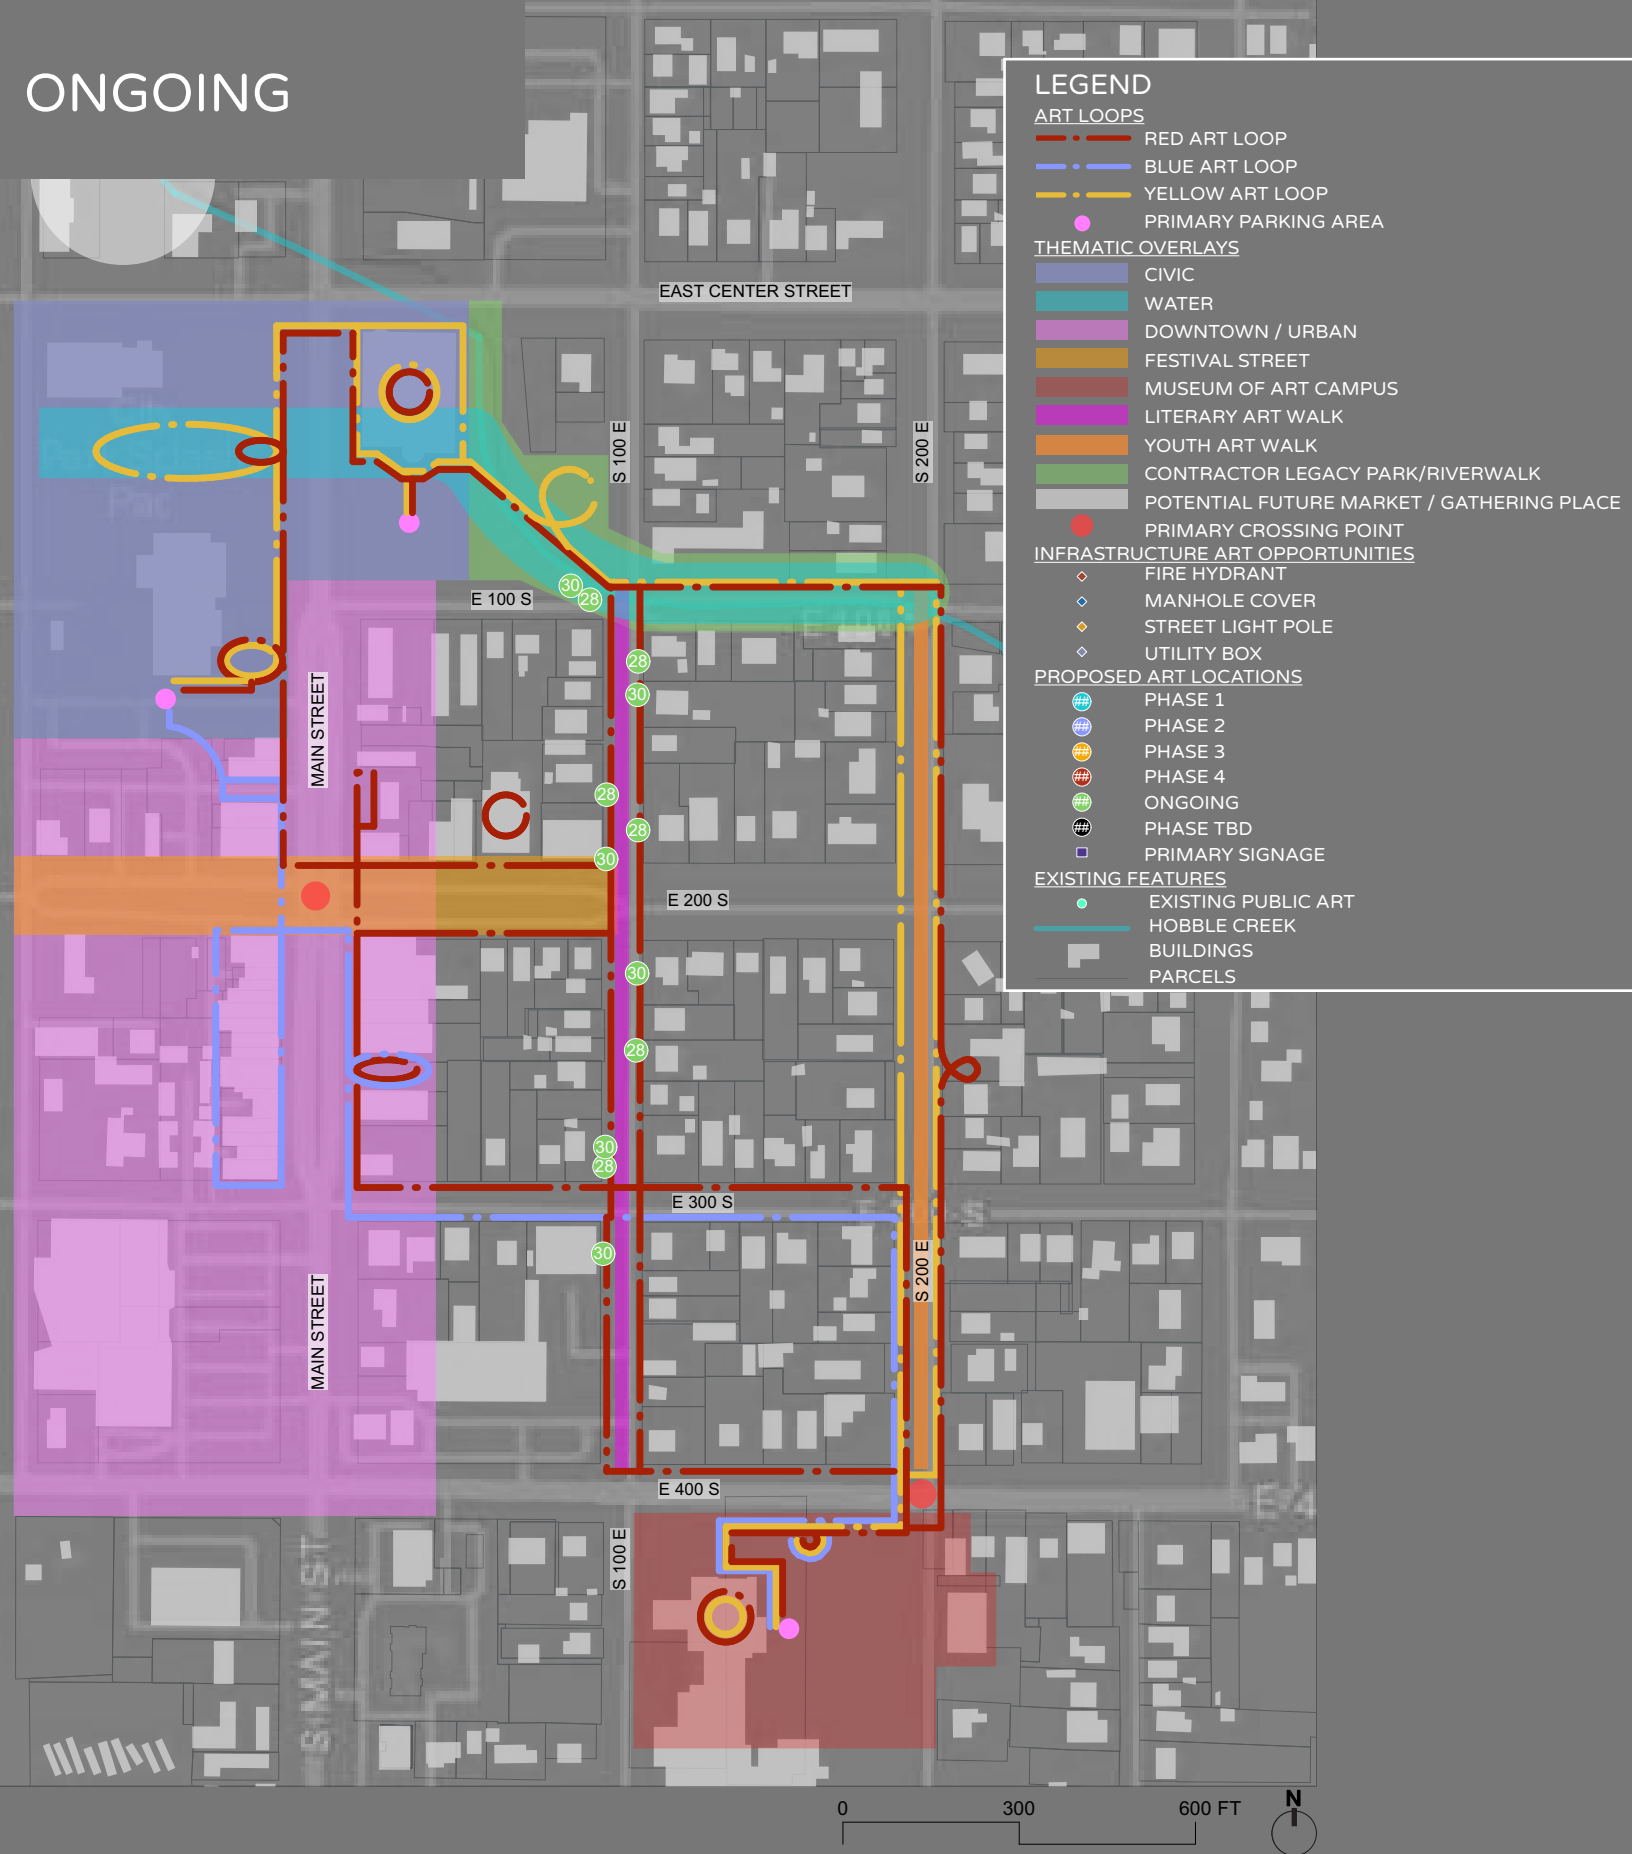 ONGOING
LEGEND
ART LOOPS
RED ART LOOP
BLUE ART LOOP
YELLOW ART LOOP
PRIMARY PARKING AREA
THEMATIC OVERLAYS
CIVIC
WATER
DOWNTOWN / URBAN
FESTIVAL STREET
MUSEUM OF ART CAMPUS
LITERARY ART WALK
YOUTH ART WALK
CONTRACTOR LEGACY PARK/RIVERWALK
POTENTIAL FUTURE MARKET / GATHERING PLACE
PRIMARY CROSSING POINT
INFRASTRUCTURE ART OPPORTUNITIES
FIRE HYDRANT
MANHOLE COVER
STREET LIGHT POLE
UTILITY BOX
PROPOSED ART LOCATIONS
## PHASE 1
## PHASE 2
## PHASE 3
## PHASE 4
## ONGOING
## PHASE TBD
PRIMARY SIGNAGE
EXISTING FEATURES
EXISTING PUBLIC ART
HOBBLE CREEK
BUILDINGS
PARCELS
EAST CENTER STREET
S 100 E
S 200 E
30
28
E 100 S
28
30
MAIN STREET
28
28
30
E 200 S
30
28
30
28
E 300 S
30
S 200 E
MAIN STREET
E 400 S
E 4
S 100 E
S MAIN ST
0 300 600 FT
N